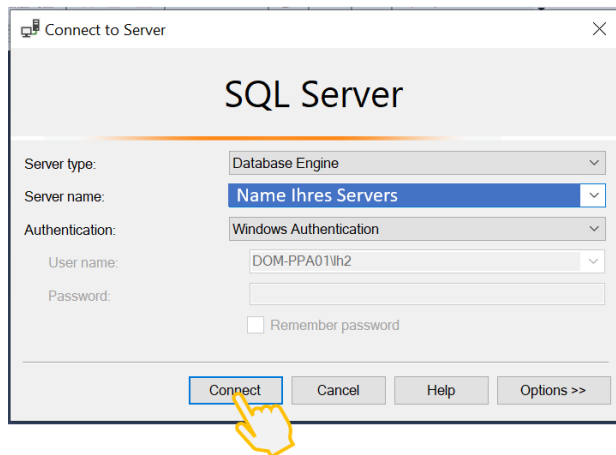 Connect to Server
SQL Server
Server type: Database Engine
Server name: Name Ihres Servers
Authentication: Windows Authentication
User name: DOM-PPA01\lh2
Password:
Remember password
Connect Cancel Help Options >>